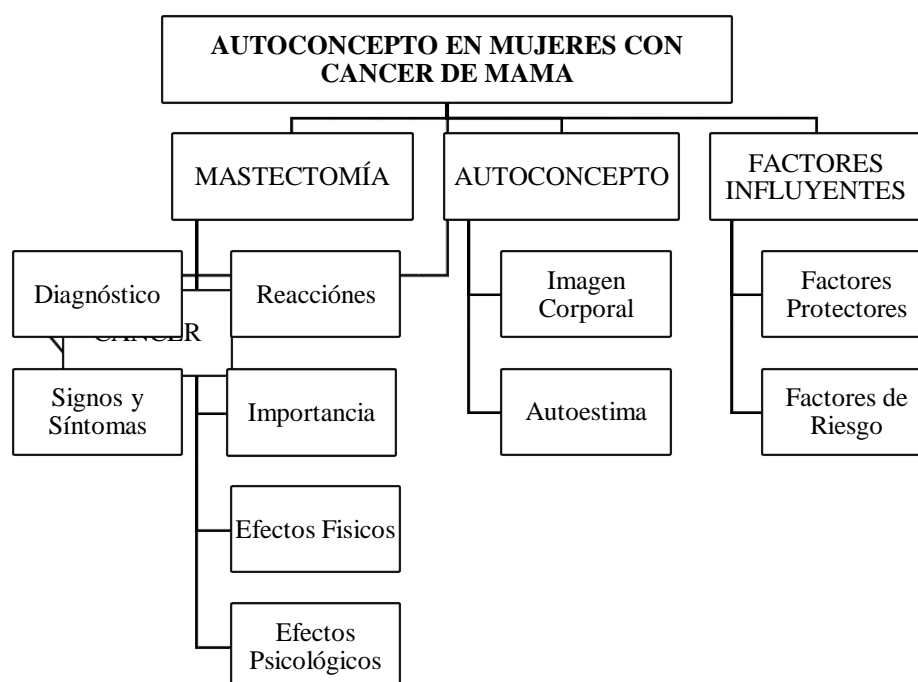 AUTOCONCEPTO EN MUJERES CON
CANCER DE MAMA
MASTECTOMÍA
AUTOCONCEPTO
FACTORES
INFLUYENTES
Diagnóstico
CANCER
Reacciónes
Imagen
Corporal
Factores
Protectores
Signos y
Síntomas
Importancia
Autoestima
Factores de
Riesgo
Efectos Fisicos
Efectos
Psicológicos